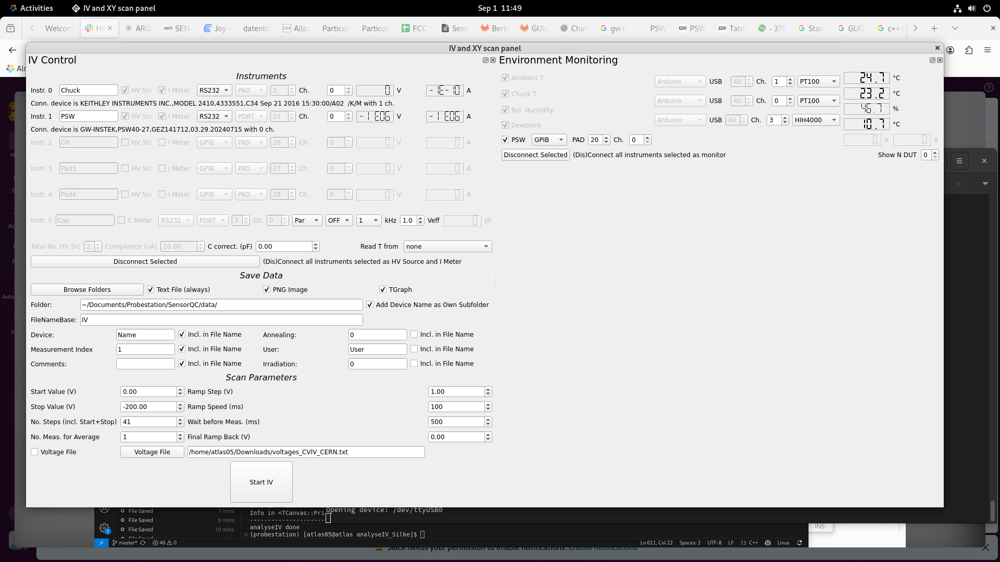 Activities IV and XY scan panel Sep 1 11:49
Welcom Ha ARQ SEN- Joy-i datenbla Allpo Particula Particula FCC Sens Berke GUIs Chat gw in PSW PSW Table - 379 Stan GUG c++
IV and XY scan panel
IV Control
Environment Monitoring
Instruments
Instr. 0 Chuck HV Src I Meter RS232 PAD 2 Ch. 0 0 V -1E-10 A
Conn. device is KEITHLEY INSTRUMENTS INC.,MODEL 2410,4333551,C34 Sep 21 2016 15:30:00/A02 /K/M with 1 ch.
Instr. 1 PSW HV Src I Meter RS232 PORT 21 Ch. 0 -1E06 V -1E06 A
Conn. device is GW-INSTEK,PSW40-27,GEZ141712,03.29.20240715 with 0 ch.
Instr. 2 GR HV Src I Meter GPIB PAD 26 Ch. 0 0 V 0 A
Instr. 3 Pad3 HV Src I Meter GPIB PAD 27 Ch. 0 0 V 0 A
Instr. 4 Pad4 HV Src I Meter GPIB PAD 28 Ch. 0 0 V 0 A
Instr. 5 Cap C Meter RS232 PORT 3 Ch. 0 Par OFF 1 kHz 1.0 Veff 0 pF
Total No. HV Src 2 Compliance (uA) 10.00 C correct. (pF) 0.00 Read T from none
Disconnect Selected (Dis)Connect all instruments selected as HV Source and I Meter
Save Data
Browse Folders Text File (always) PNG Image TGraph
Folder: ~/Documents/Probestation/SensorQC/data/ Add Device Name as Own Subfolder
FileNameBase: IV
Device: Name Incl. in File Name Annealing: 0 Incl. in File Name
Measurement Index 1 Incl. in File Name User: User Incl. in File Name
Comments: Incl. in File Name Irradiation: 0 Incl. in File Name
Scan Parameters
Start Value (V) 0.00 Ramp Step (V) 1.00
Stop Value (V) -200.00 Ramp Speed (ms) 100
No. Steps (incl. Start+Stop) 41 Wait before Meas. (ms) 500
No. Meas. for Average 1 Final Ramp Back (V) 0.00
Voltage File Voltage File /home/atlas05/Downloads/voltages_CVIV_CERN.txt
Start IV
Ambient T Arduino USB 40 Ch. 1 PT100 24.7 °C
Chuck T Arduino USB 40 Ch. 0 PT100 23.2 °C
Rel. Humidity 46.7 %
Arduino USB 40 Ch. 3 HIH4000
Dewpoint 10.7 °C
PSW GPIB PAD 20 Ch. 0 0 V 0 A
Disconnect Selected (Dis)Connect all instruments selected as monitor Show N DUT 0
Opening device: /dev/ttyUSB0
File Saved 7 mins
File Saved 9 mins
File Saved 10 mins
Info in <TCanvas::Pri
---------------------
analyseIV done
(probestation) [atlas05@atlas analyseIV_Silke]$
1
INS
master* 46 0 Ln 611, Col 22 Spaces: 2 UTF-8 LF {} C++ Linux
Slack needs your permission to enable notifications. Enable notifications